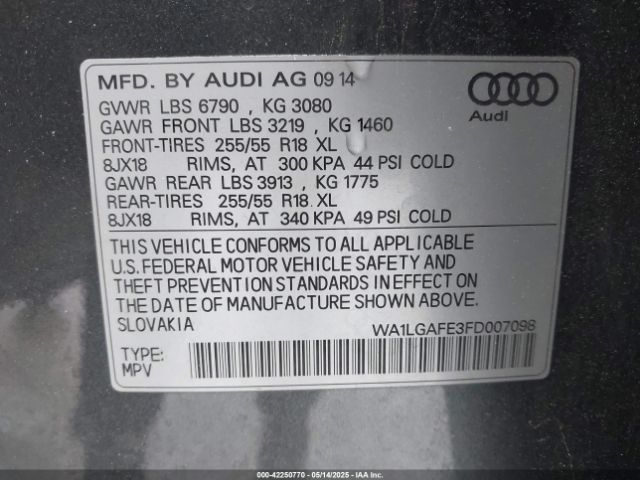 MFD. BY AUDI AG 09 14
GVWR LBS 6790 , KG 3080
GAWR FRONT LBS 3219 , KG 1460
FRONT-TIRES 255/55 R18 XL
8JX18 RIMS, AT 300 KPA 44 PSI COLD
GAWR REAR LBS 3913 , KG 1775
REAR-TIRES 255/55 R18 XL
8JX18 RIMS, AT 340 KPA 49 PSI COLD
Audi
THIS VEHICLE CONFORMS TO ALL APPLICABLE
U.S. FEDERAL MOTOR VEHICLE SAFETY AND
THEFT PREVENTION STANDARDS IN EFFECT ON
THE DATE OF MANUFACTURE SHOWN ABOVE.
SLOVAKIA
WA1LGAFE3FD007098
TYPE:
MPV
000-42250770 - 05/14/2025 - IAA, Inc.